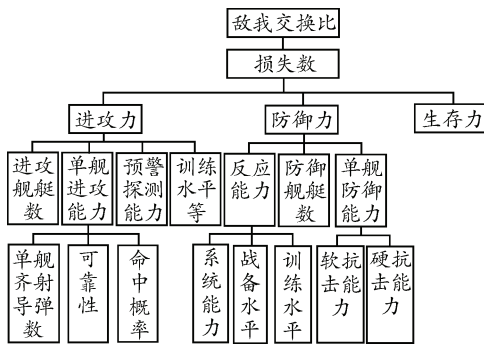 敌我交换比
损失数
进攻力
防御力
生存力
进攻
舰艇
数
单舰
进攻
能力
预警
探测
能力
训练
水平
等
反应
能力
防御
舰艇
数
单舰
防御
能力
单舰
齐射
导弹
数
可
靠
性
命
中
概
率
系
统
能
力
战
备
水
平
训
练
水
平
软抗
击能
力
硬抗
击能
力